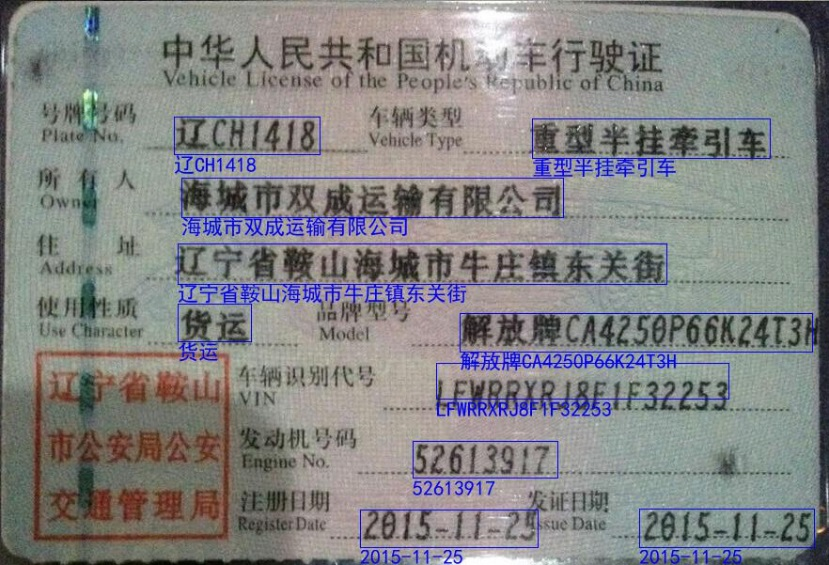 中华人民共和国机动车行驶证
Vehicle License of the People's Republic of China
号牌号码 辽CH1418 车辆类型 重型半挂牵引车
Plate No. 辽CH1418 Vehicle Type 重型半挂牵引车
所有人 海城市双成运输有限公司
Owner 海城市双成运输有限公司
住址 辽宁省鞍山海城市牛庄镇东关街
Address 辽宁省鞍山海城市牛庄镇东关街
使用性质 货运 品牌型号 解放牌CA4250P66K24T3H
Use Character 货运 Model 解放牌CA4250P66K24T3H
辽宁省鞍山
市公安局公安
交通管理局
车辆识别代号 LFWRRXRJ8F1F32253
VIN LFWRRXRJ8F1F32253
发动机号码 52613917
Engine No. 52613917
注册日期 2015-11-25 发证日期 2015-11-25
Register Date 2015-11-25 Issue Date 2015-11-25